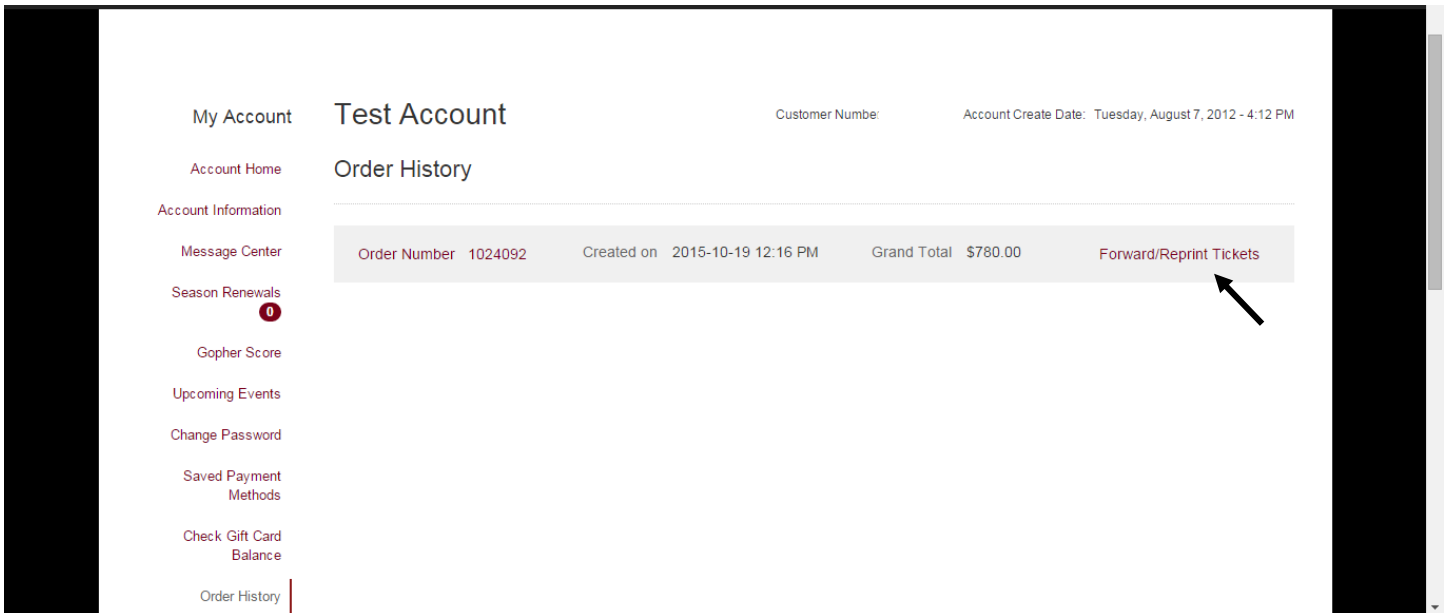 My Account
Test Account
Customer Numbe:
Account Create Date: Tuesday, August 7, 2012 - 4:12 PM
Account Home
Account Information
Message Center
Season Renewals
0
Gopher Score
Upcoming Events
Change Password
Saved Payment
Methods
Check Gift Card
Balance
Order History
Order History
Order Number 1024092
Created on 2015-10-19 12:16 PM
Grand Total $780.00
Forward/Reprint Tickets